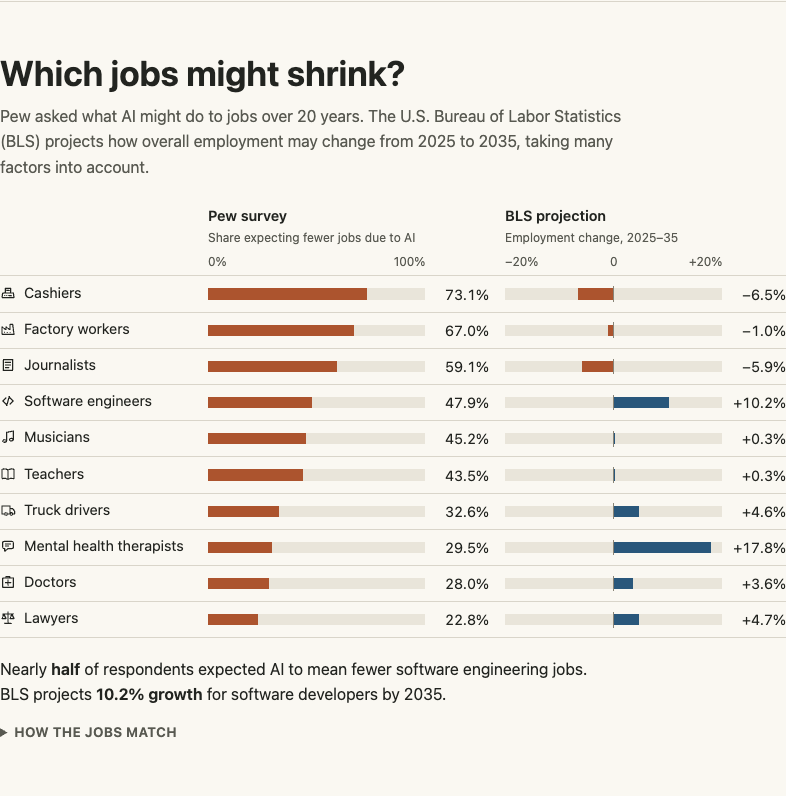 Which jobs might shrink?
Pew asked what AI might do to jobs over 20 years. The U.S. Bureau of Labor Statistics
(BLS) projects how overall employment may change from 2025 to 2035, taking many
factors into account.
Pew survey BLS projection
Share expecting fewer jobs due to AI Employment change, 2025–35
0% 100% −20% 0 +20%
Cashiers 73.1% −6.5%
Factory workers 67.0% −1.0%
Journalists 59.1% −5.9%
Software engineers 47.9% +10.2%
Musicians 45.2% +0.3%
Teachers 43.5% +0.3%
Truck drivers 32.6% +4.6%
Mental health therapists 29.5% +17.8%
Doctors 28.0% +3.6%
Lawyers 22.8% +4.7%
Nearly half of respondents expected AI to mean fewer software engineering jobs.
BLS projects 10.2% growth for software developers by 2035.
HOW THE JOBS MATCH